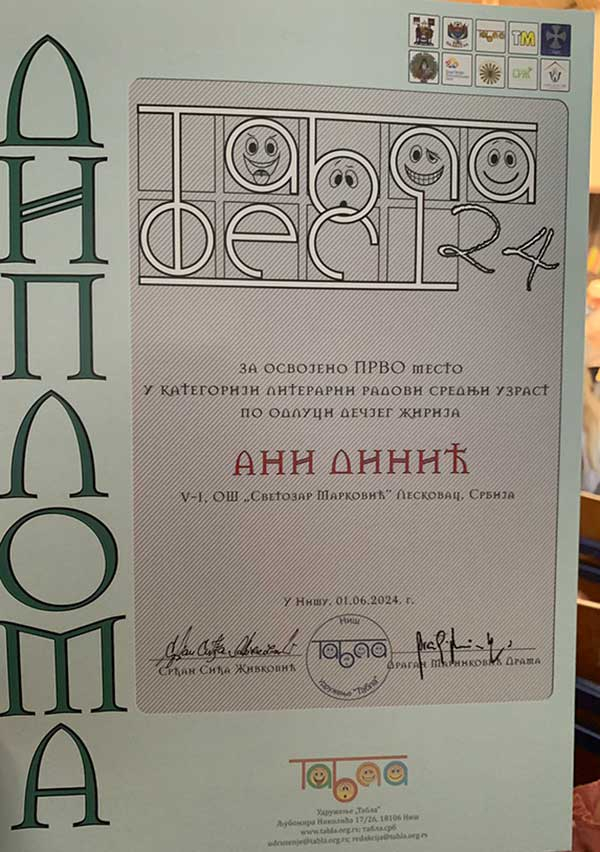 ДИПЛОМА
Табла
фест 24
ЗА ОСВОЈЕНО ПРВО МЕСТО
У КАТЕГОРИЈИ ЛИТЕРАРНИ РАДОВИ СРЕДЊИ УЗРАСТ
ПО ОДЛУЦИ ДЕЧЈЕГ ЖИРИЈА
АНИ ДИНИЋ
V-1, ОШ „Светозар Марковић" Лесковац, Србија
У Нишу, 01.06.2024. г.
Срђан Сиђа Живковић
Ниш
Табла
Удружење „Табла"
Драган Маринковић Драма
Табла
Удружење „Табла"
Љубомира Николића 17/26, 18106 Ниш
www.tabla.org.rs; табла.срб
udruzenje@tabla.org.rs; redakcija@tabla.org.rs